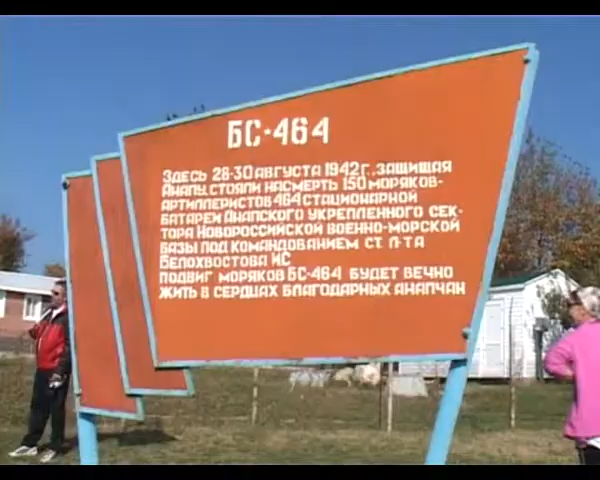 БС-464
ЗДЕСЬ 28-30 АВГУСТА 1942 Г., ЗАЩИЩАЯ
АНАПУ, СТОЯЛИ НАСМЕРТЬ 150 МОРЯКОВ-
АРТИЛЛЕРИСТОВ 464 СТАЦИОНАРНОЙ
БАТАРЕИ АНАПСКОГО УКРЕПЛЕННОГО СЕК-
ТОРА НОВОРОССИЙСКОЙ ВОЕННО-МОРСКОЙ
БАЗЫ ПОД КОМАНДОВАНИЕМ СТ. Л-ТА
БЕЛОХВОСТОВА ИС
ПОДВИГ МОРЯКОВ БС-464 БУДЕТ ВЕЧНО
ЖИТЬ В СЕРДЦАХ БЛАГОДАРНЫХ АНАПЧАН